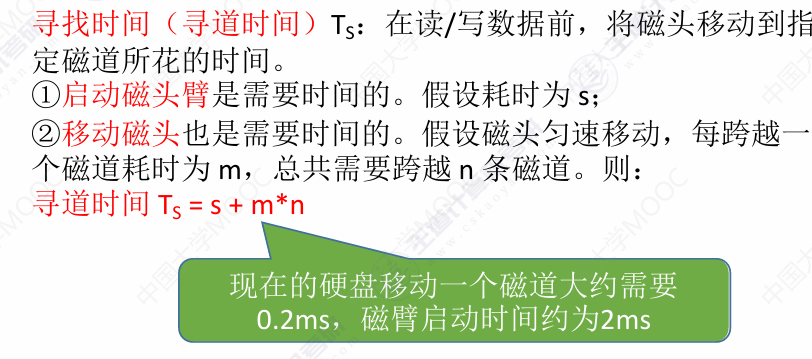 寻找时间（寻道时间）TS：在读/写数据前，将磁头移动到指
定磁道所花的时间。
①启动磁头臂是需要时间的。假设耗时为 s；
②移动磁头也是需要时间的。假设磁头匀速移动，每跨越一
个磁道耗时为 m，总共需要跨越 n 条磁道。则：
寻道时间 TS = s + m*n
现在的硬盘移动一个磁道大约需要
0.2ms，磁臂启动时间约为2ms